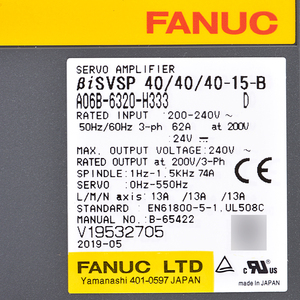 FANUC
SERVO AMPLIFIER
βiSVSP 40/40/40-15-B
A06B-6320-H333 D
RATED INPUT : 200-240V ~
50/60Hz 3-ph 62A at 200V
24V ⎓
MAX. OUTPUT VOLTAGE: 240V ~
RATED OUTPUT at 200V/3-Ph
SPINDLE: 1Hz-1.5KHz 74A
SERVO : 0Hz-550Hz
L/M/N axis 13A /13A /13A
STANDARD : EN61800-5-1,UL508C
MANUAL NO.: B-65422
V19532705
2019-05
FANUC LTD
Yamanashi 401-0597 JAPAN